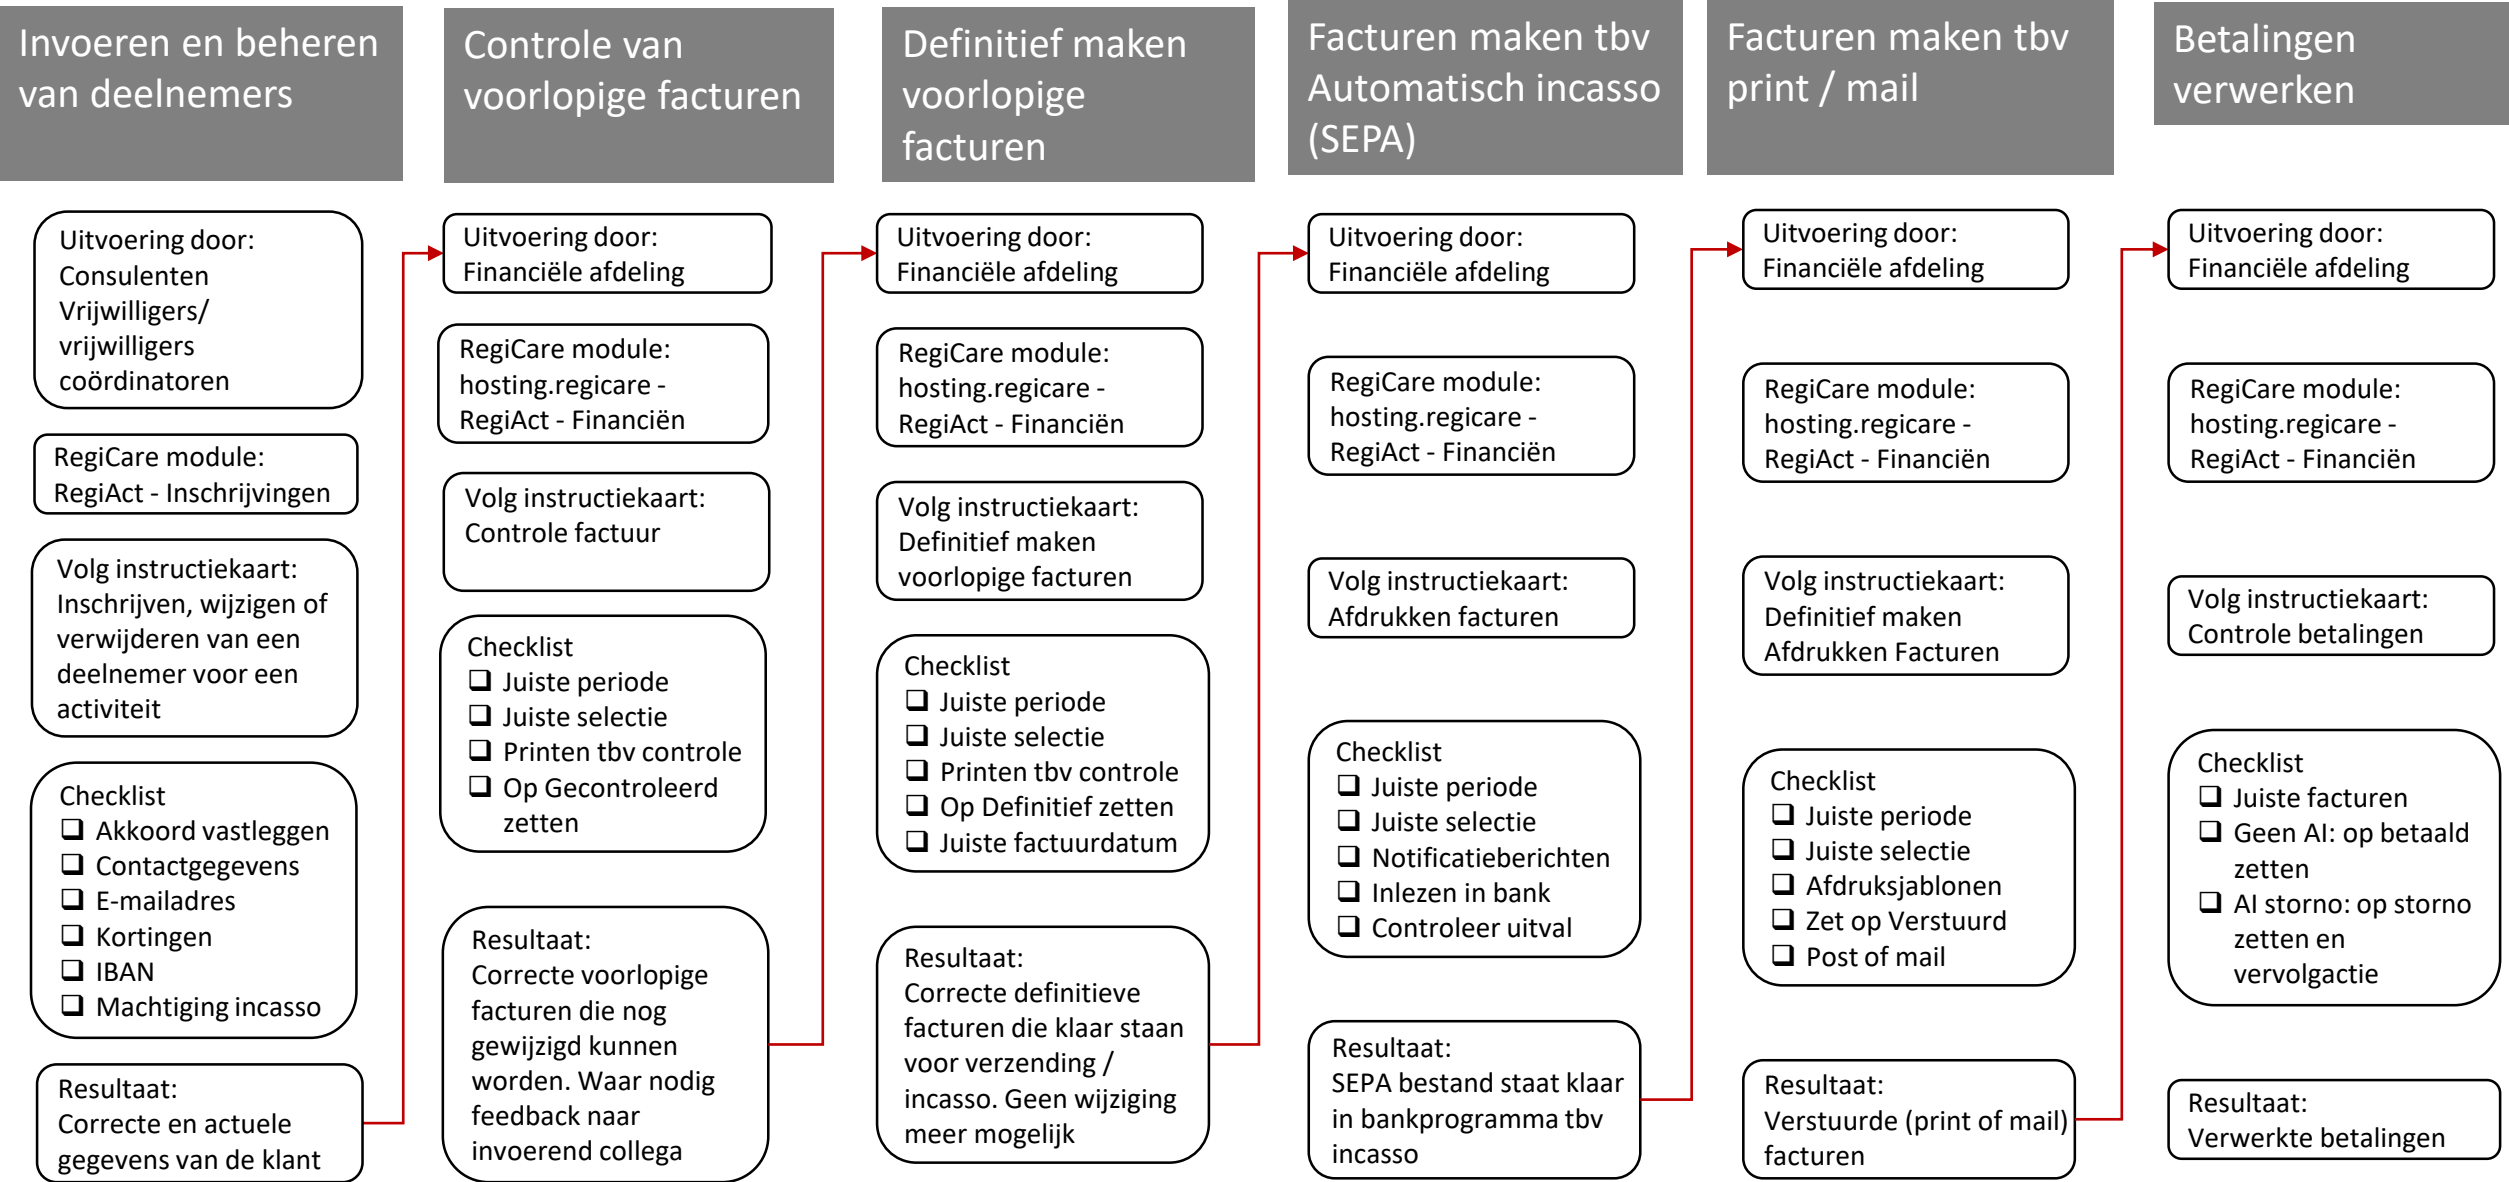 Invoeren en beheren
van deelnemers
Uitvoering door:
Consulenten
Vrijwilligers/
vrijwilligers
coördinatoren
RegiCare module:
RegiAct - Inschrijvingen
Volg instructiekaart:
Inschrijven, wijzigen of
verwijderen van een
deelnemer voor een
activiteit
Checklist
❑ Akkoord vastleggen
❑ Contactgegevens
❑ E-mailadres
❑ Kortingen
❑ IBAN
❑ Machtiging incasso
Resultaat:
Correcte en actuele
gegevens van de klant
Controle van
voorlopige facturen
Uitvoering door:
Financiële afdeling
RegiCare module:
hosting.regicare -
RegiAct - Financiën
Volg instructiekaart:
Controle factuur
Checklist
❑ Juiste periode
❑ Juiste selectie
❑ Printen tbv controle
❑ Op Gecontroleerd
zetten
Resultaat:
Correcte voorlopige
facturen die nog
gewijzigd kunnen
worden. Waar nodig
feedback naar
invoerend collega
Definitief maken
voorlopige
facturen
Uitvoering door:
Financiële afdeling
RegiCare module:
hosting.regicare -
RegiAct - Financiën
Volg instructiekaart:
Definitief maken
voorlopige facturen
Checklist
❑ Juiste periode
❑ Juiste selectie
❑ Printen tbv controle
❑ Op Definitief zetten
❑ Juiste factuurdatum
Resultaat:
Correcte definitieve
facturen die klaar staan
voor verzending /
incasso. Geen wijziging
meer mogelijk
Facturen maken tbv
Automatisch incasso
(SEPA)
Uitvoering door:
Financiële afdeling
RegiCare module:
hosting.regicare -
RegiAct - Financiën
Volg instructiekaart:
Afdrukken facturen
Checklist
❑ Juiste periode
❑ Juiste selectie
❑ Notificatieberichten
❑ Inlezen in bank
❑ Controleer uitval
Resultaat:
SEPA bestand staat klaar
in bankprogramma tbv
incasso
Facturen maken tbv
print / mail
Uitvoering door:
Financiële afdeling
RegiCare module:
hosting.regicare -
RegiAct - Financiën
Volg instructiekaart:
Definitief maken
Afdrukken Facturen
Checklist
❑ Juiste periode
❑ Juiste selectie
❑ Afdruksjablonen
❑ Zet op Verstuurd
❑ Post of mail
Resultaat:
Verstuurde (print of mail)
facturen
Betalingen
verwerken
Uitvoering door:
Financiële afdeling
RegiCare module:
hosting.regicare -
RegiAct - Financiën
Volg instructiekaart:
Controle betalingen
Checklist
❑ Juiste facturen
❑ Geen AI: op betaald
zetten
❑ AI storno: op storno
zetten en
vervolgactie
Resultaat:
Verwerkte betalingen